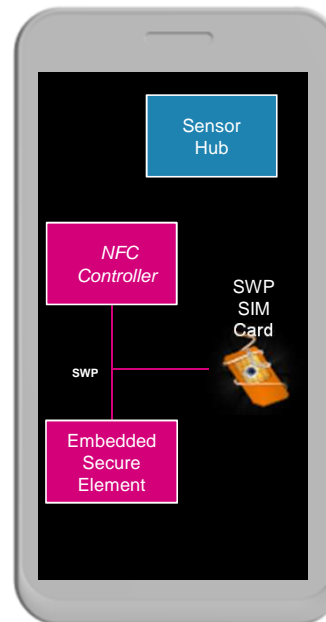 Sensor
Hub
NFC
Controller
SWP
SIM
Card
SWP
Embedded
Secure
Element